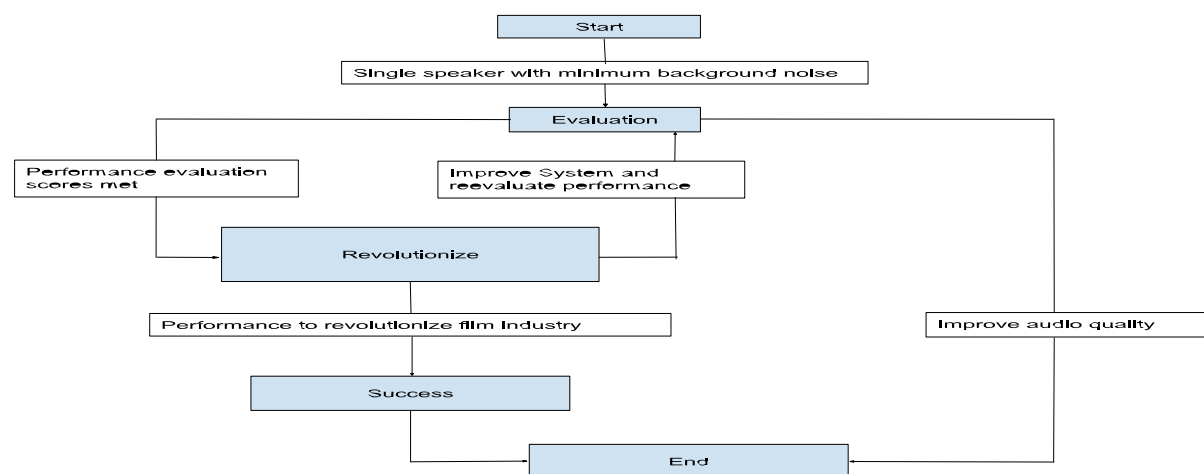 Start
Single speaker with minimum background noise
Evaluation
Performance evaluation
scores met
Improve System and
reevaluate performance
Revolutionize
Performance to revolutionize film Industry
Improve audio quality
Success
End